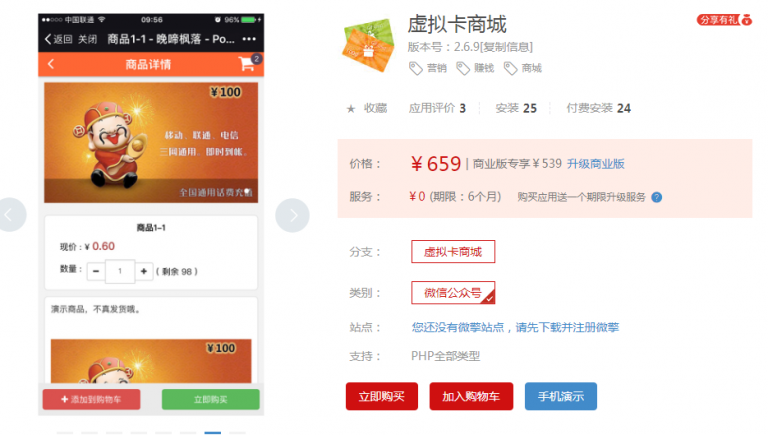 中国联通 09:56 96%
返回 关闭 商品1-1 - 晚蹄枫落 - Po... •••
商品详情 2
¥100
移动、联通、电信
三网通用，即时到帐。
全国通用话费充值
商品1-1
现价：¥ 0.60
数量： - 1 + ( 剩余 98 )
演示商品，不真发货哦。
¥100
+ 添加到购物车 立即购买
虚拟卡商城
分享有礼
版本号：2.6.9[复制信息]
营销 赚钱 商城
★ 收藏 应用评价 3 安装 25 付费安装 24
价格： ¥659 | 商业版专享￥539 升级商业版
服务： ¥0 (期限：6个月) 购买应用送一个期限升级服务 ?
分支： 虚拟卡商城
类别： 微信公众号
站点： 您还没有微擎站点，请先下载并注册微擎
支持： PHP全部类型
立即购买 加入购物车 手机演示